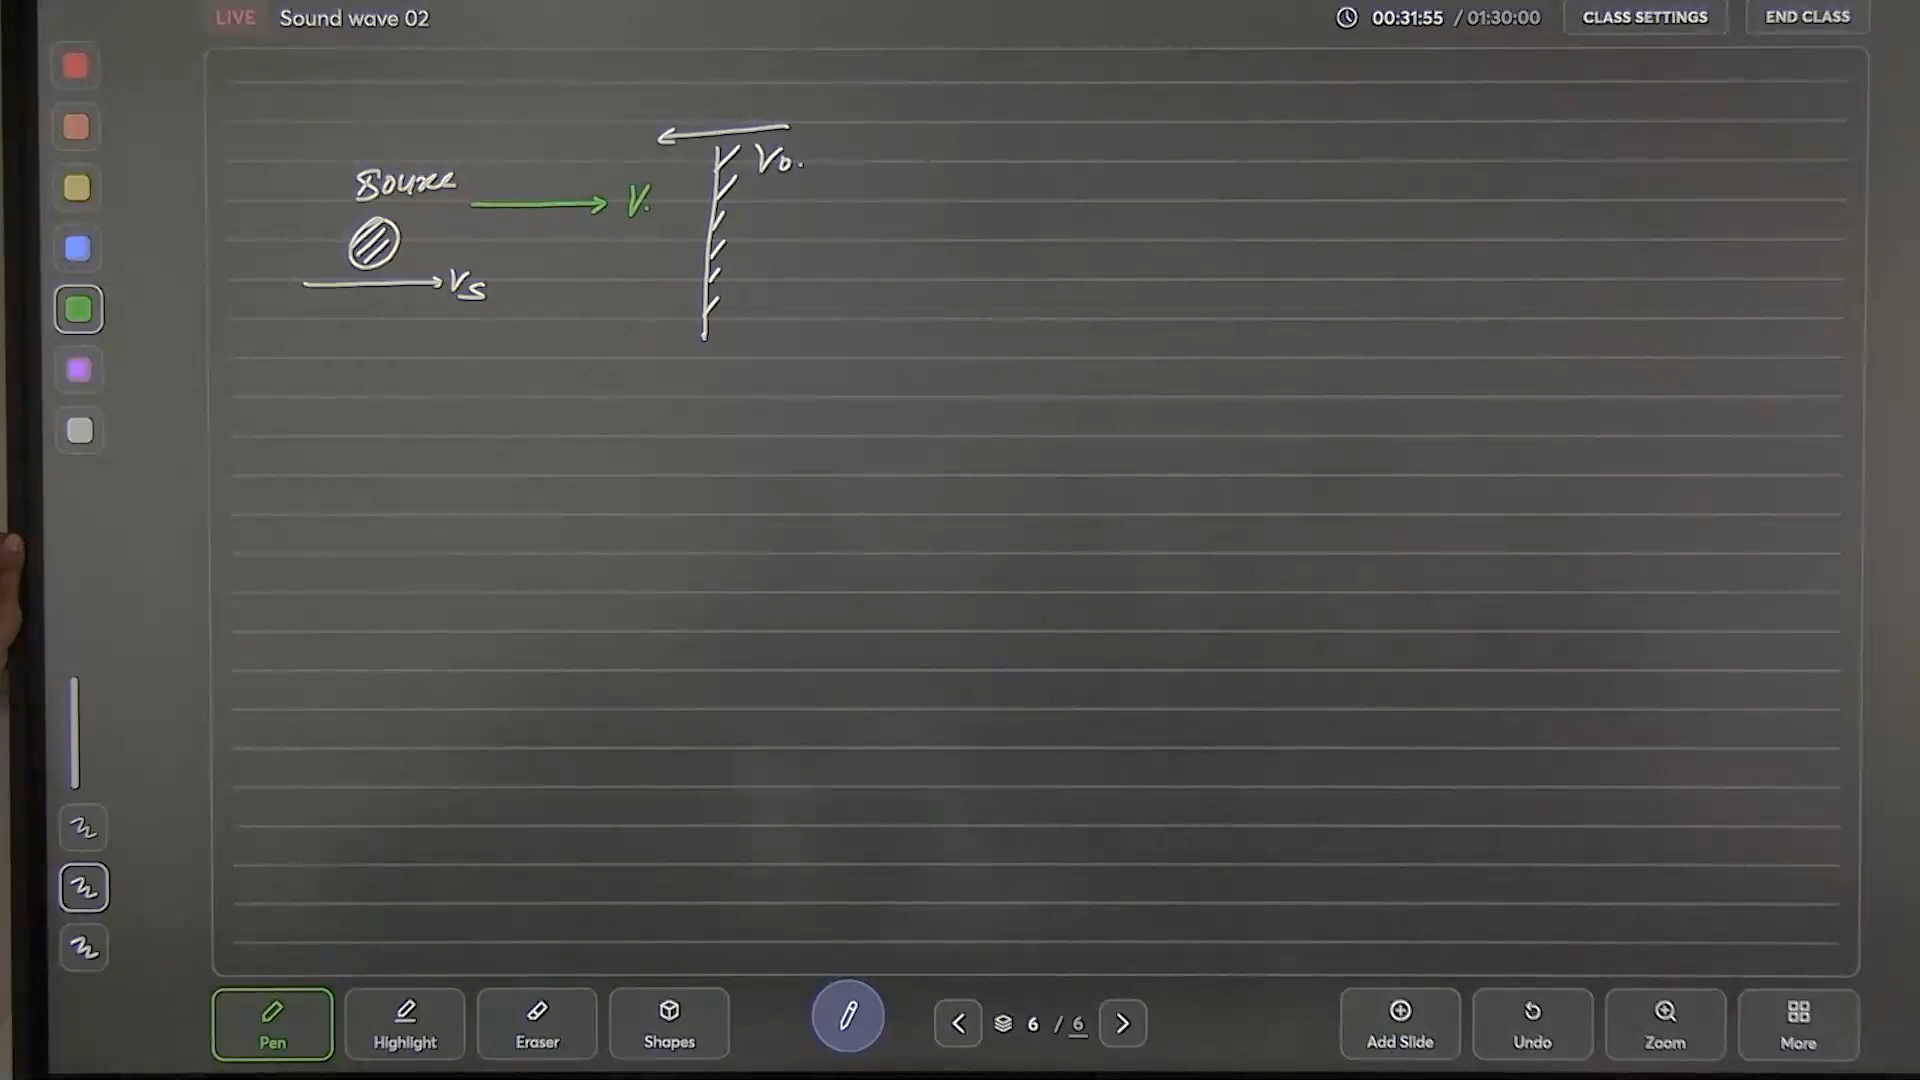 LIVE Sound wave 02 00:31:55 / 01:30:00 CLASS SETTINGS END CLASS
V0.
Source V.
VS
Pen Highlight Eraser Shapes 6 / 6 Add Slide Undo Zoom More